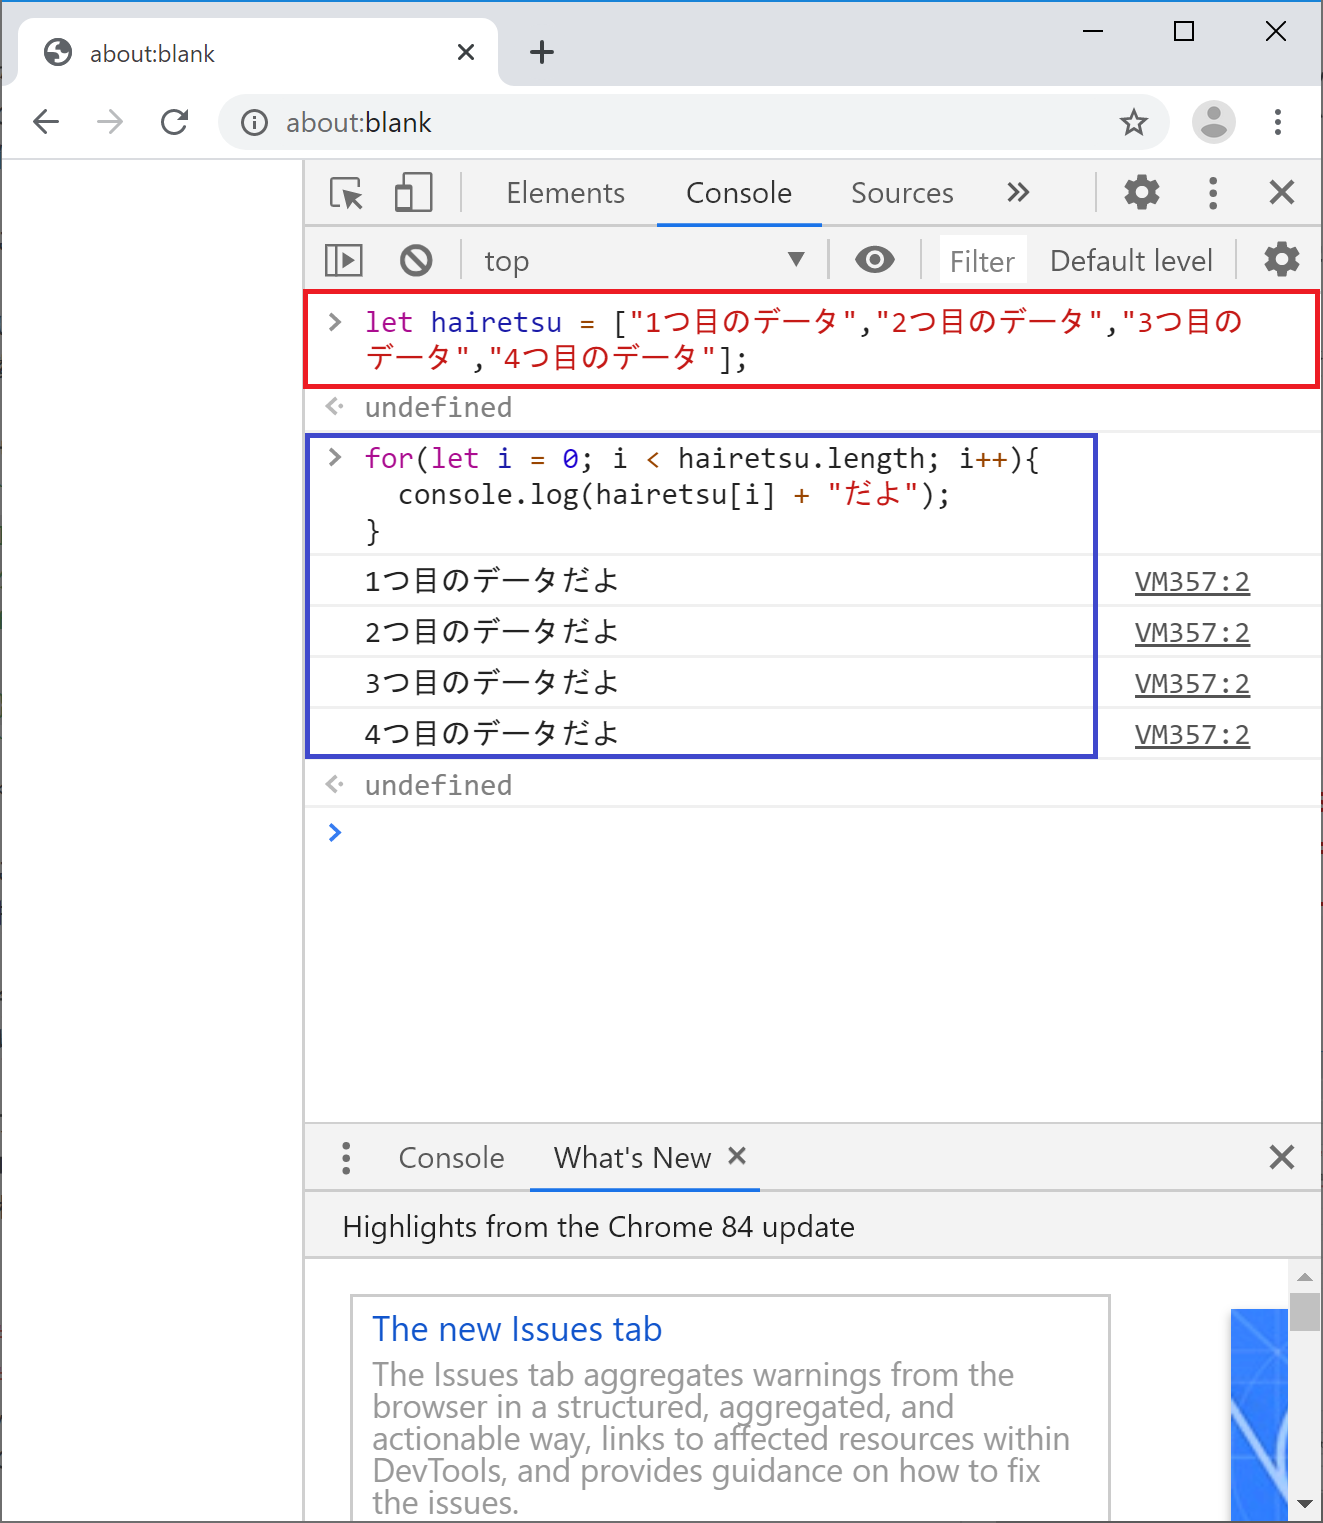 about:blank
about:blank
Elements Console Sources
top Filter Default level
let hairetsu = ["1つ目のデータ","2つ目のデータ","3つ目の
データ","4つ目のデータ"];
undefined
for(let i = 0; i < hairetsu.length; i++){
console.log(hairetsu[i] + "だよ");
}
1つ目のデータだよ VM357:2
2つ目のデータだよ VM357:2
3つ目のデータだよ VM357:2
4つ目のデータだよ VM357:2
undefined
Console What's New
Highlights from the Chrome 84 update
The new Issues tab
The Issues tab aggregates warnings from the
browser in a structured, aggregated, and
actionable way, links to affected resources within
DevTools, and provides guidance on how to fix
the issues.